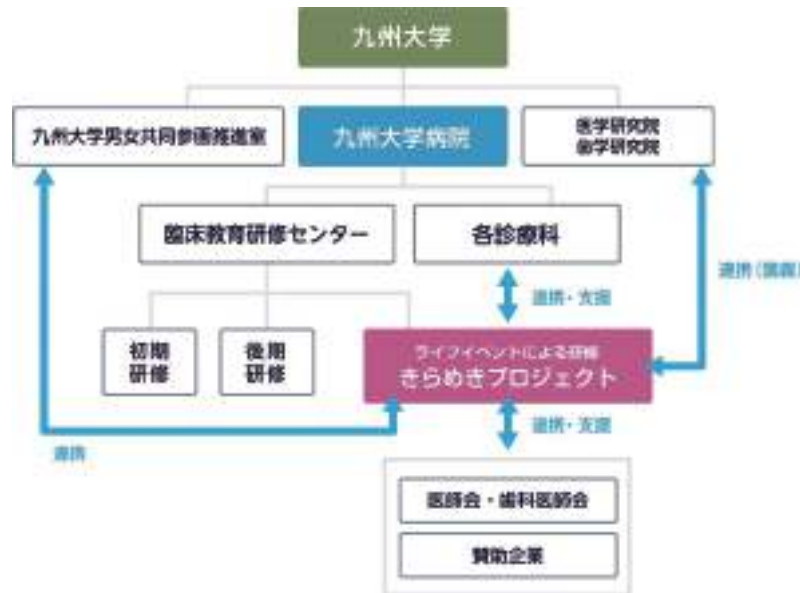 九州大学
九州大学男女共同参画推進室
九州大学病院
医学研究院
歯学研究院
臨床教育研修センター
各診療科
連携・支援
初期
研修
後期
研修
ライフイベントによる研修
きらめきプロジェクト
連携
連携・支援
医師会・歯科医師会
賛助企業